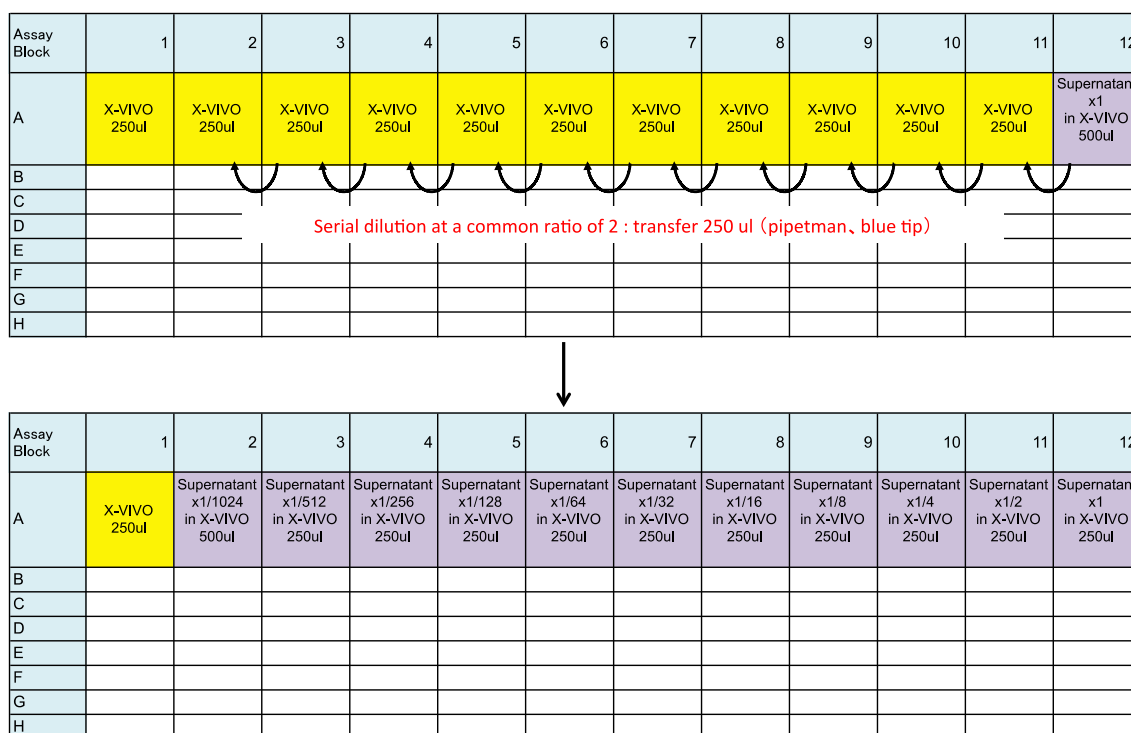 Assay Block 1 2 3 4 5 6 7 8 9 10 11 12
A
X-VIVO 250ul
X-VIVO 250ul
X-VIVO 250ul
X-VIVO 250ul
X-VIVO 250ul
X-VIVO 250ul
X-VIVO 250ul
X-VIVO 250ul
X-VIVO 250ul
X-VIVO 250ul
X-VIVO 250ul
Supernatant x1 in X-VIVO 500ul
B
C
D
Serial dilution at a common ratio of 2 : transfer 250 ul (pipetman、blue tip)
E
F
G
H
Assay Block 1 2 3 4 5 6 7 8 9 10 11 12
A
X-VIVO 250ul
Supernatant x1/1024 in X-VIVO 500ul
Supernatant x1/512 in X-VIVO 250ul
Supernatant x1/256 in X-VIVO 250ul
Supernatant x1/128 in X-VIVO 250ul
Supernatant x1/64 in X-VIVO 250ul
Supernatant x1/32 in X-VIVO 250ul
Supernatant x1/16 in X-VIVO 250ul
Supernatant x1/8 in X-VIVO 250ul
Supernatant x1/4 in X-VIVO 250ul
Supernatant x1/2 in X-VIVO 250ul
Supernatant x1 in X-VIVO 250ul
B
C
D
E
F
G
H